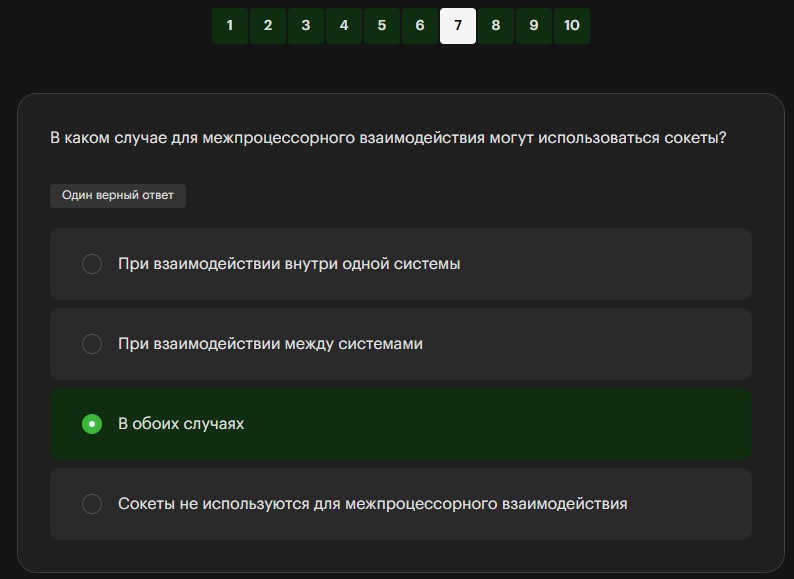 1 2 3 4 5 6 7 8 9 10
В каком случае для межпроцессорного взаимодействия могут использоваться сокеты?
Один верный ответ
При взаимодействии внутри одной системы
При взаимодействии между системами
В обоих случаях
Сокеты не используются для межпроцессорного взаимодействия